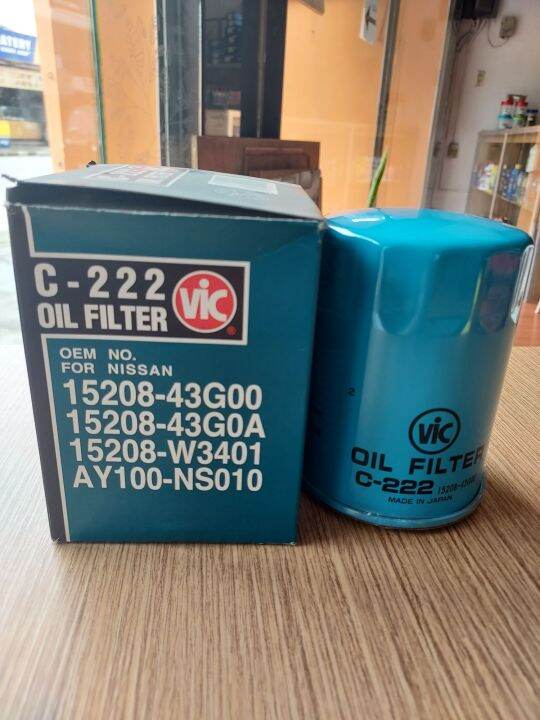 C-222
OIL FILTER
VIC
OEM NO.
FOR NISSAN
15208-43G00
15208-43G0A
15208-W3401
AY100-NS010
VIC
OIL FILTER
C-222
MADE IN JAPAN